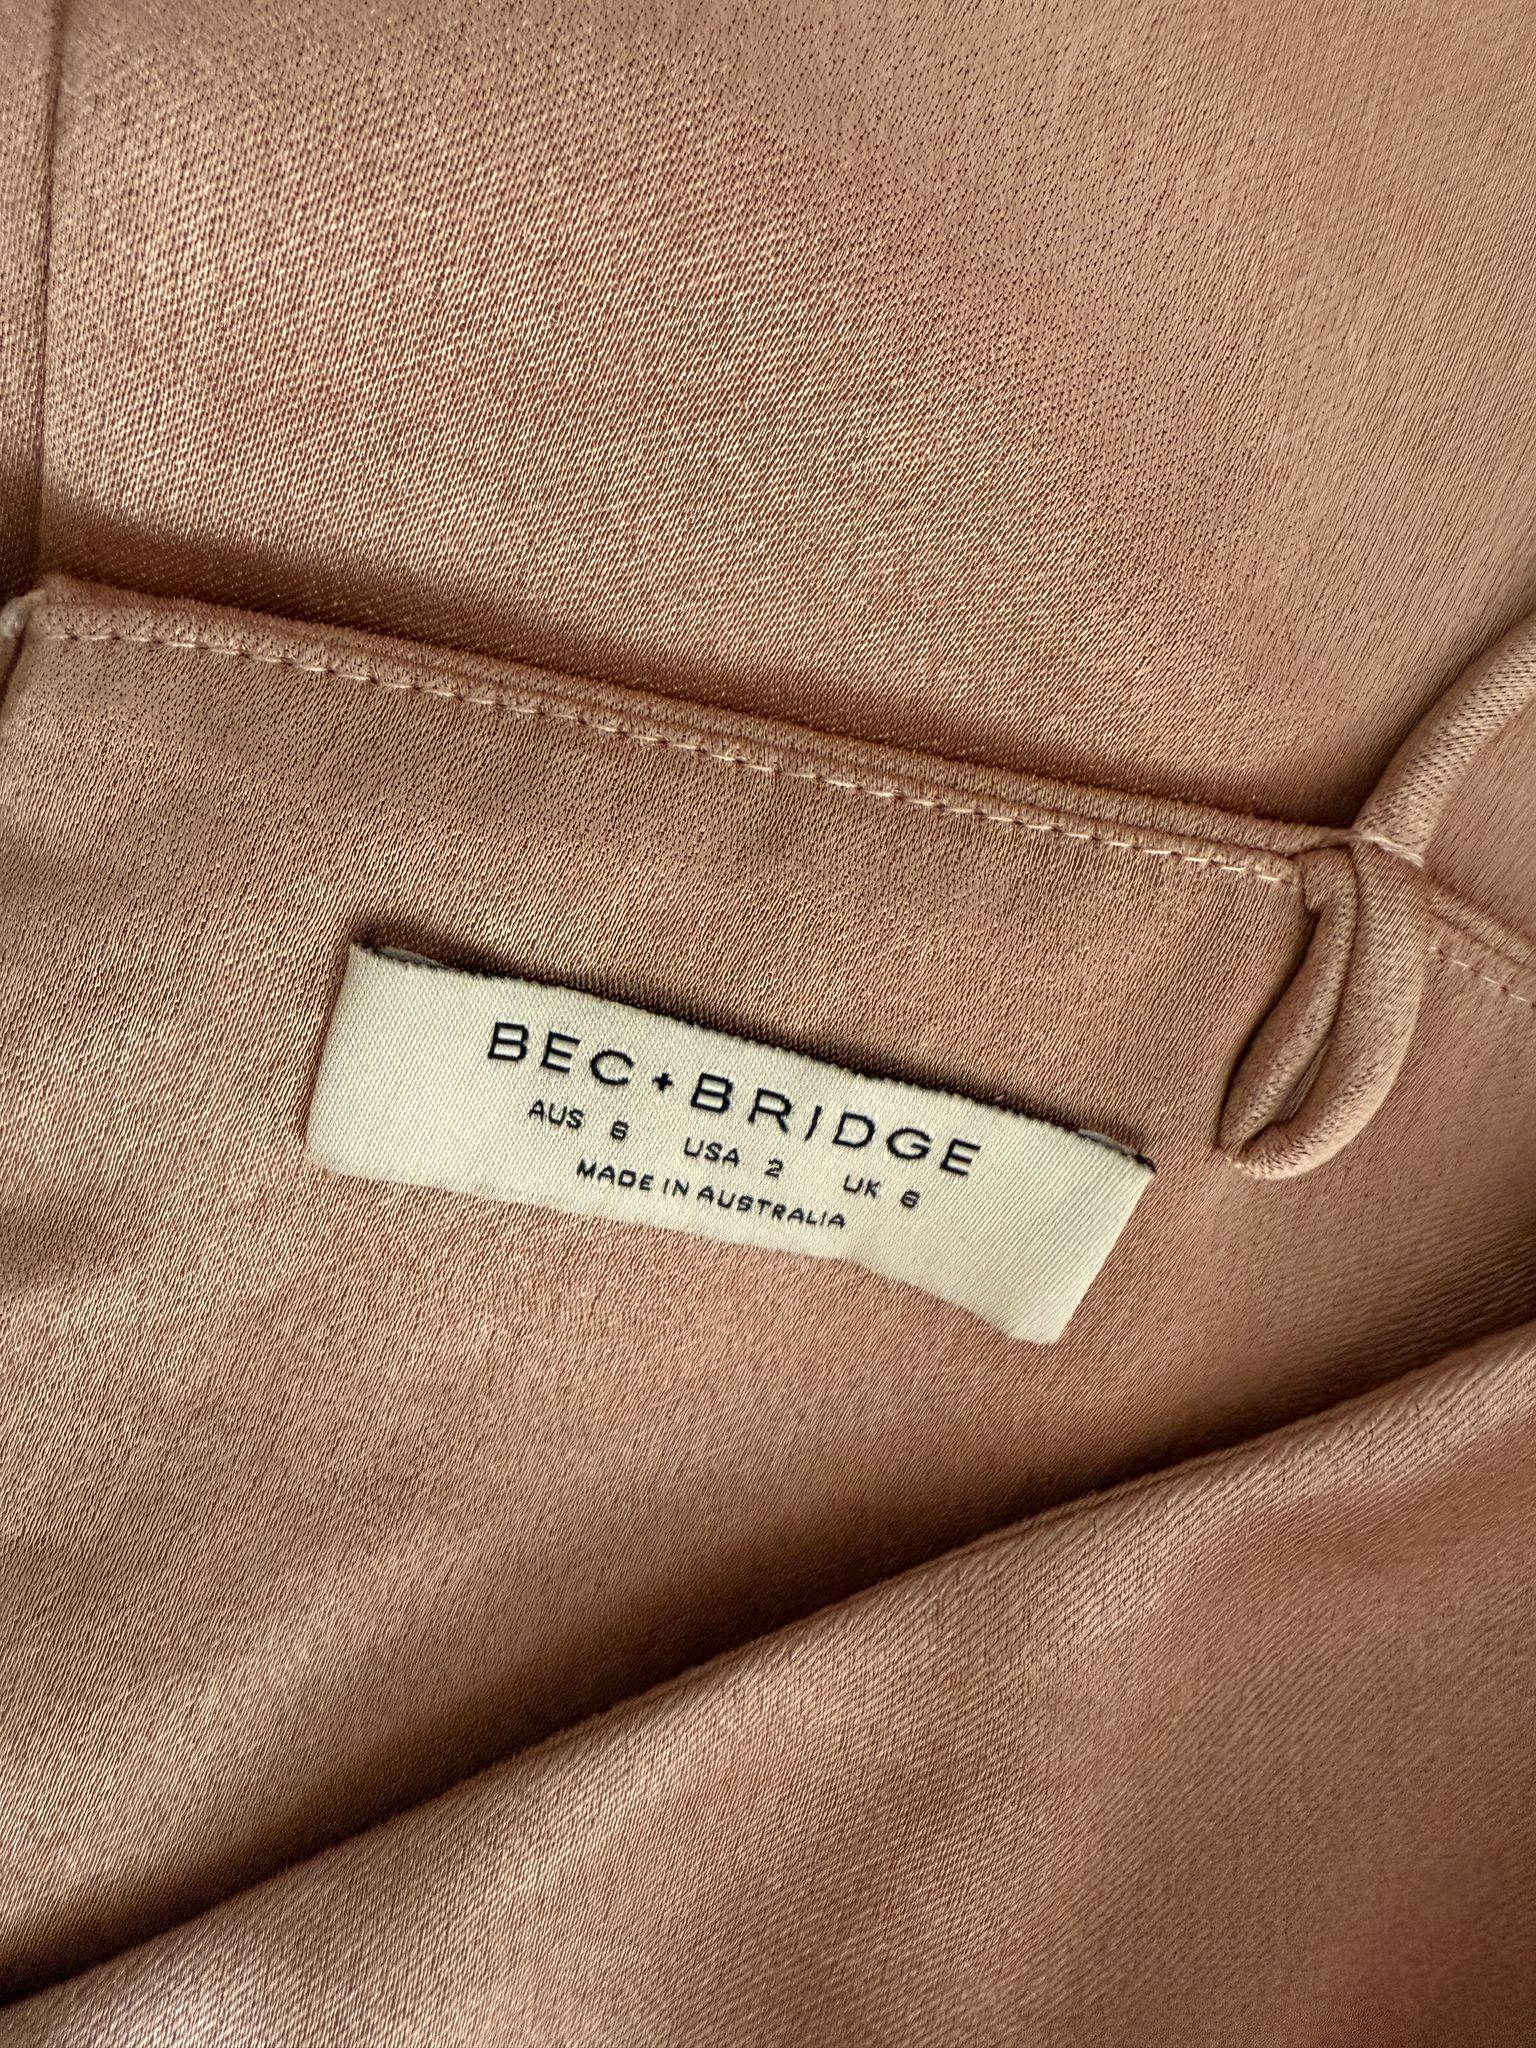 BEC+BRIDGE
AUS 6 USA 2 UK 6
MADE IN AUSTRALIA